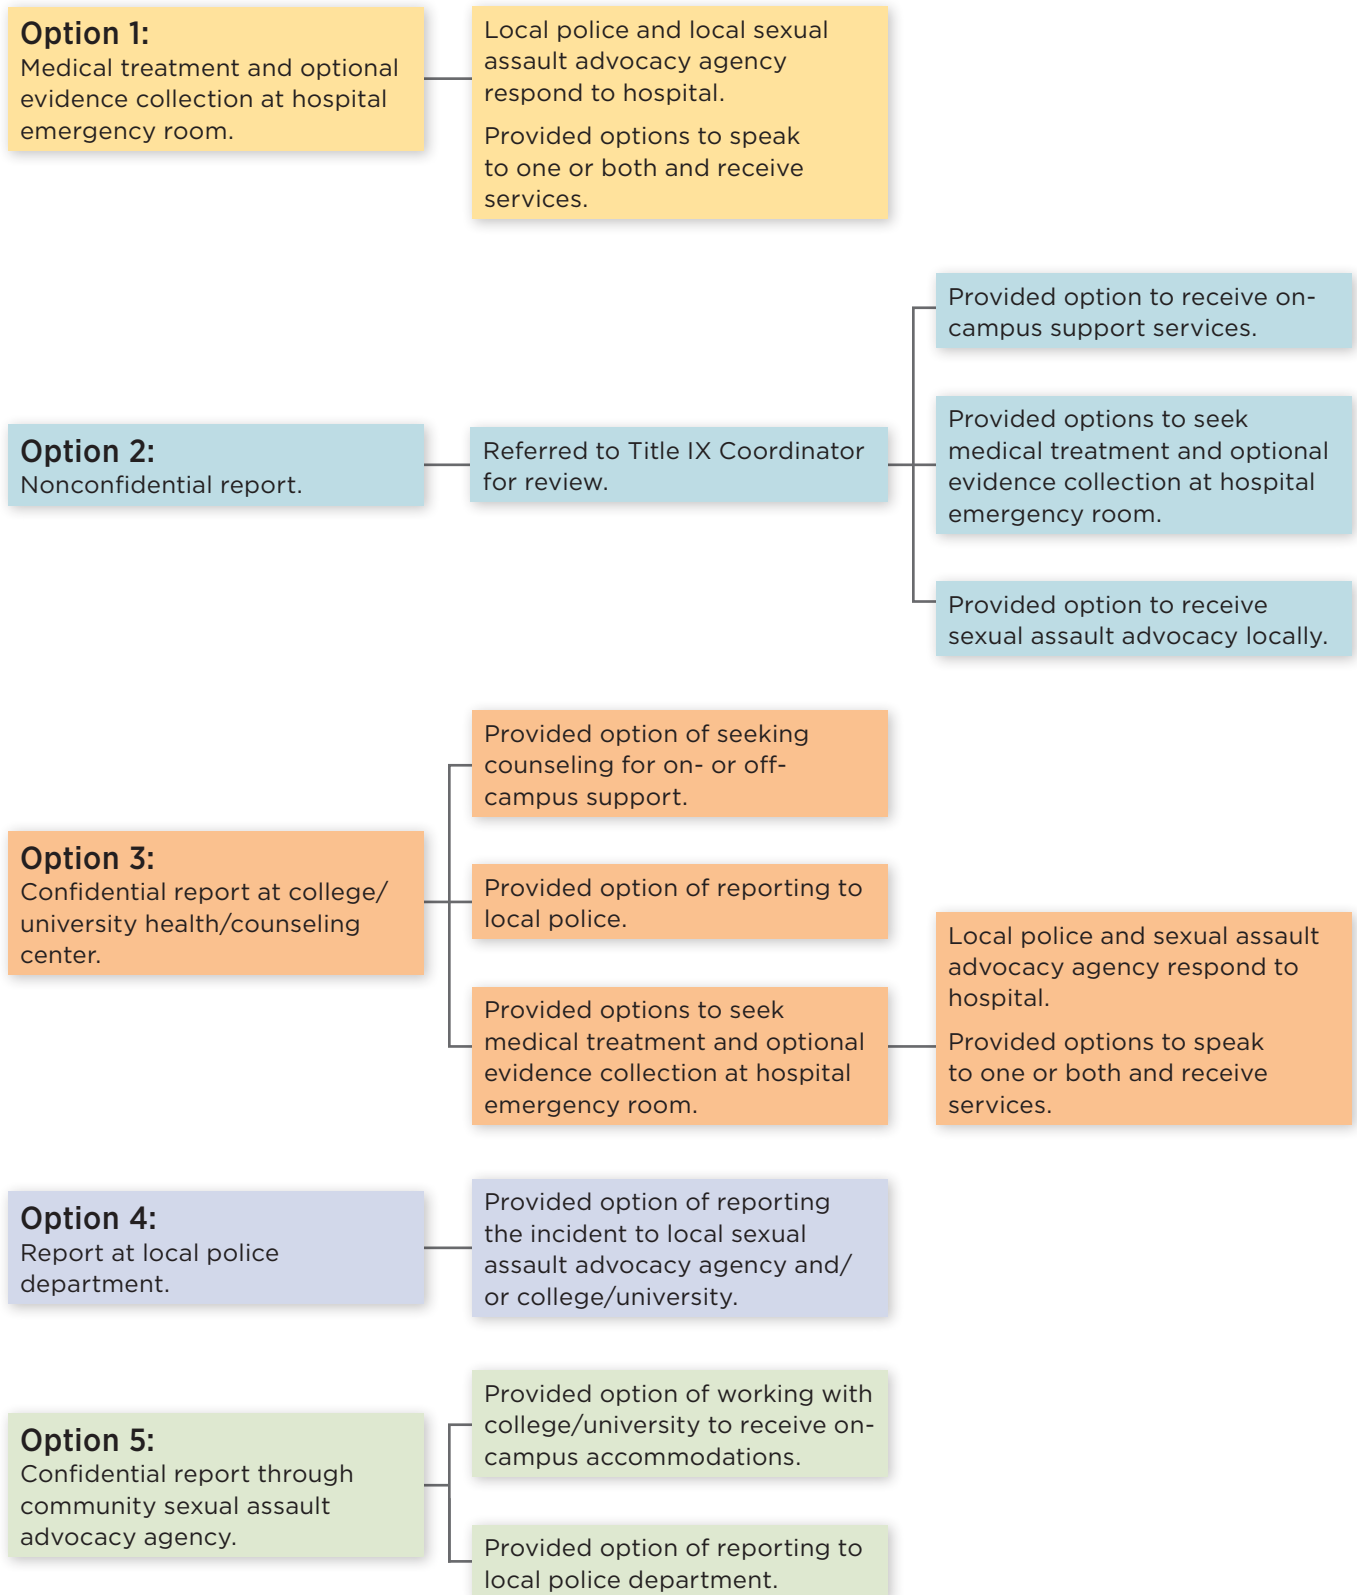 Option 1:
Medical treatment and optional
evidence collection at hospital
emergency room.
Local police and local sexual
assault advocacy agency
respond to hospital.
Provided options to speak
to one or both and receive
services.
Option 2:
Nonconfidential report.
Referred to Title IX Coordinator
for review.
Provided option to receive on-
campus support services.
Provided options to seek
medical treatment and optional
evidence collection at hospital
emergency room.
Provided option to receive
sexual assault advocacy locally.
Option 3:
Confidential report at college/
university health/counseling
center.
Provided option of seeking
counseling for on- or off-
campus support.
Provided option of reporting to
local police.
Provided options to seek
medical treatment and optional
evidence collection at hospital
emergency room.
Local police and sexual assault
advocacy agency respond to
hospital.
Provided options to speak
to one or both and receive
services.
Option 4:
Report at local police
department.
Provided option of reporting
the incident to local sexual
assault advocacy agency and/
or college/university.
Option 5:
Confidential report through
community sexual assault
advocacy agency.
Provided option of working with
college/university to receive on-
campus accommodations.
Provided option of reporting to
local police department.